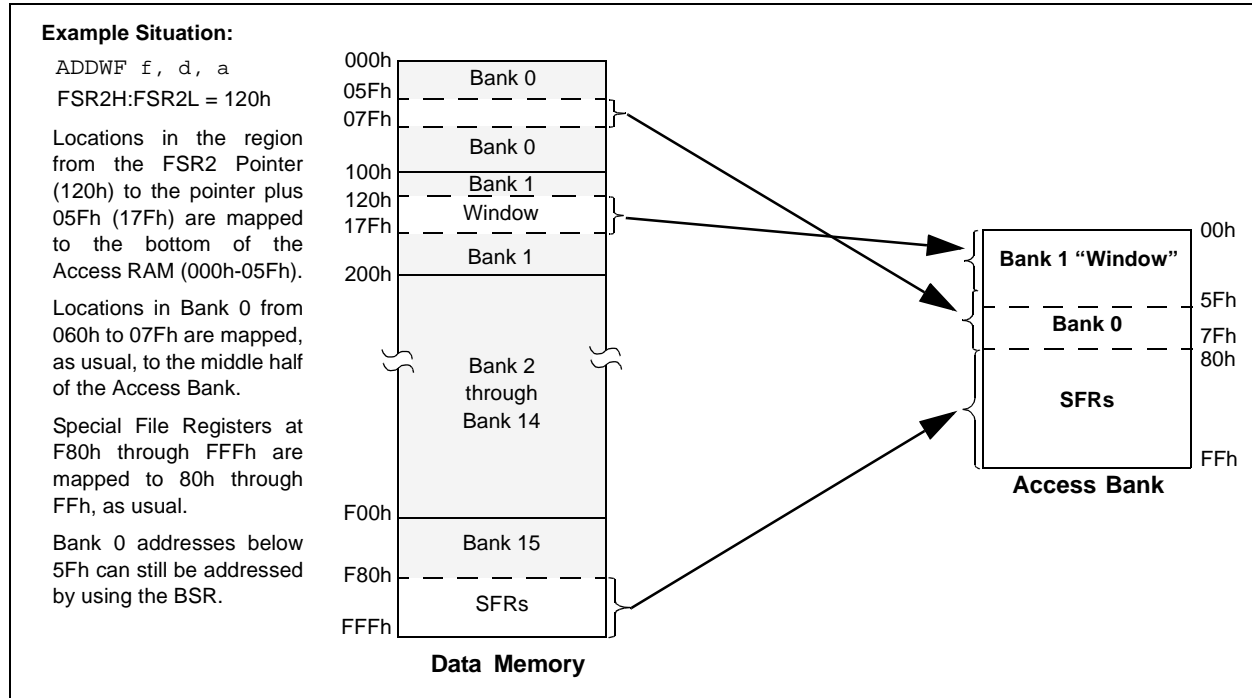 Example Situation:
ADDWF f, d, a
FSR2H:FSR2L = 120h
Locations in the region
from the FSR2 Pointer
(120h) to the pointer plus
05Fh (17Fh) are mapped
to the bottom of the
Access RAM (000h-05Fh).
Locations in Bank 0 from
060h to 07Fh are mapped,
as usual, to the middle half
of the Access Bank.
Special File Registers at
F80h through FFFh are
mapped to 80h through
FFh, as usual.
Bank 0 addresses below
5Fh can still be addressed
by using the BSR.
000h
Bank 0
05Fh
07Fh
Bank 0
100h
Bank 1
120h
Window
17Fh
Bank 1
200h
Bank 2
through
Bank 14
F00h
Bank 15
F80h
SFRs
FFFh
Data Memory
00h
Bank 1 “Window”
5Fh
Bank 0
7Fh
80h
SFRs
FFh
Access Bank